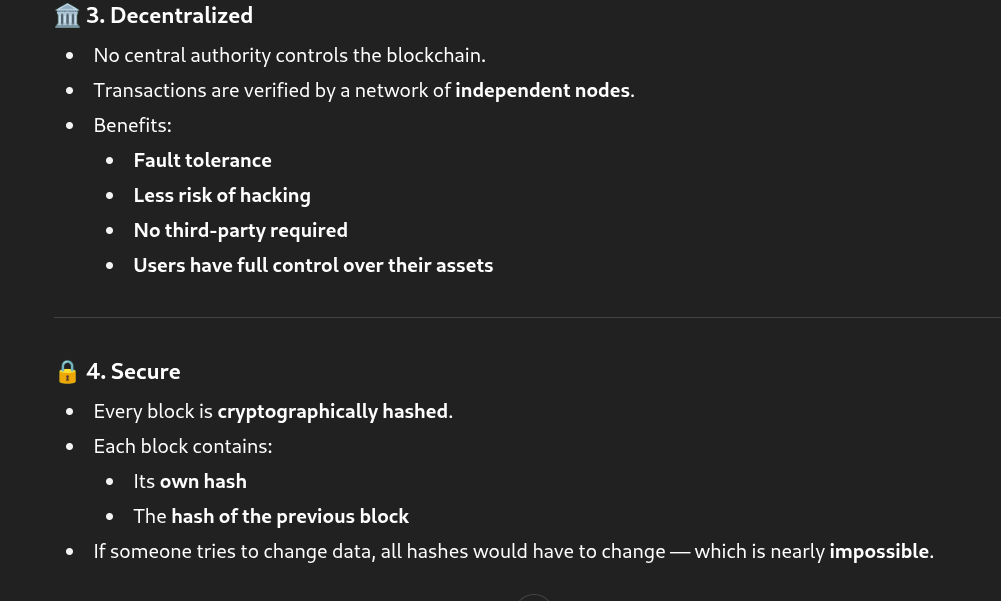 🏛️ 3. Decentralized
• No central authority controls the blockchain.
• Transactions are verified by a network of independent nodes.
• Benefits:
• Fault tolerance
• Less risk of hacking
• No third-party required
• Users have full control over their assets
🔒 4. Secure
• Every block is cryptographically hashed.
• Each block contains:
• Its own hash
• The hash of the previous block
• If someone tries to change data, all hashes would have to change — which is nearly impossible.